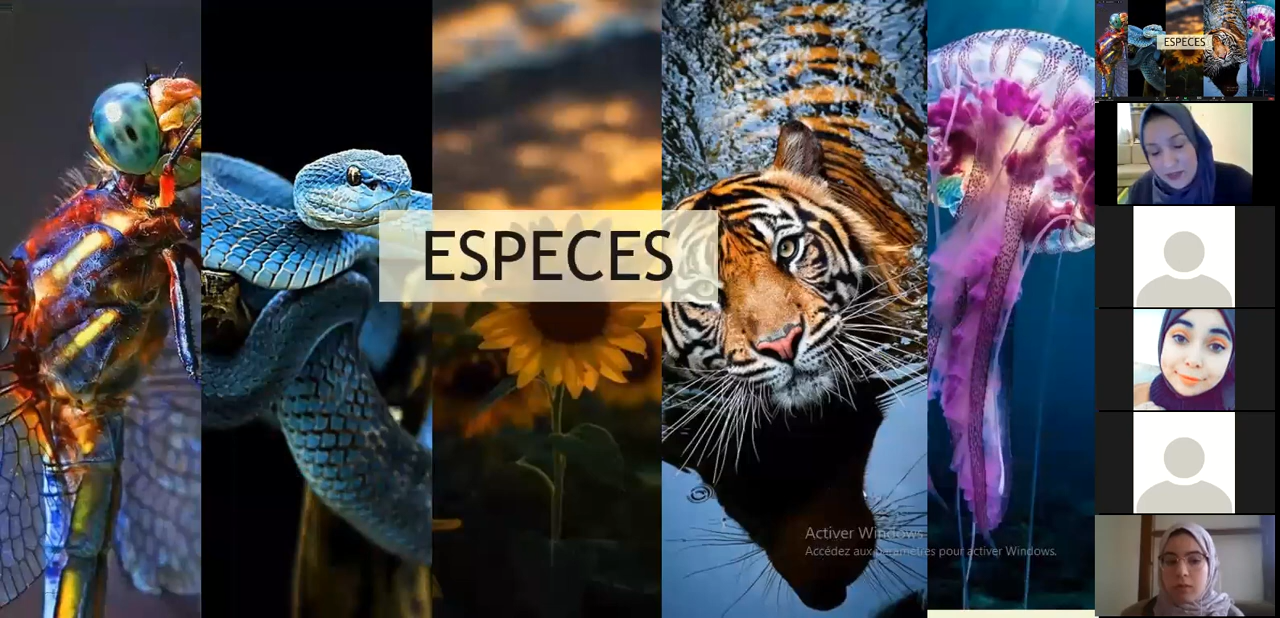 ESPECES
Activer Windows
Accédez aux paramètres pour activer Windows.
ESPECES